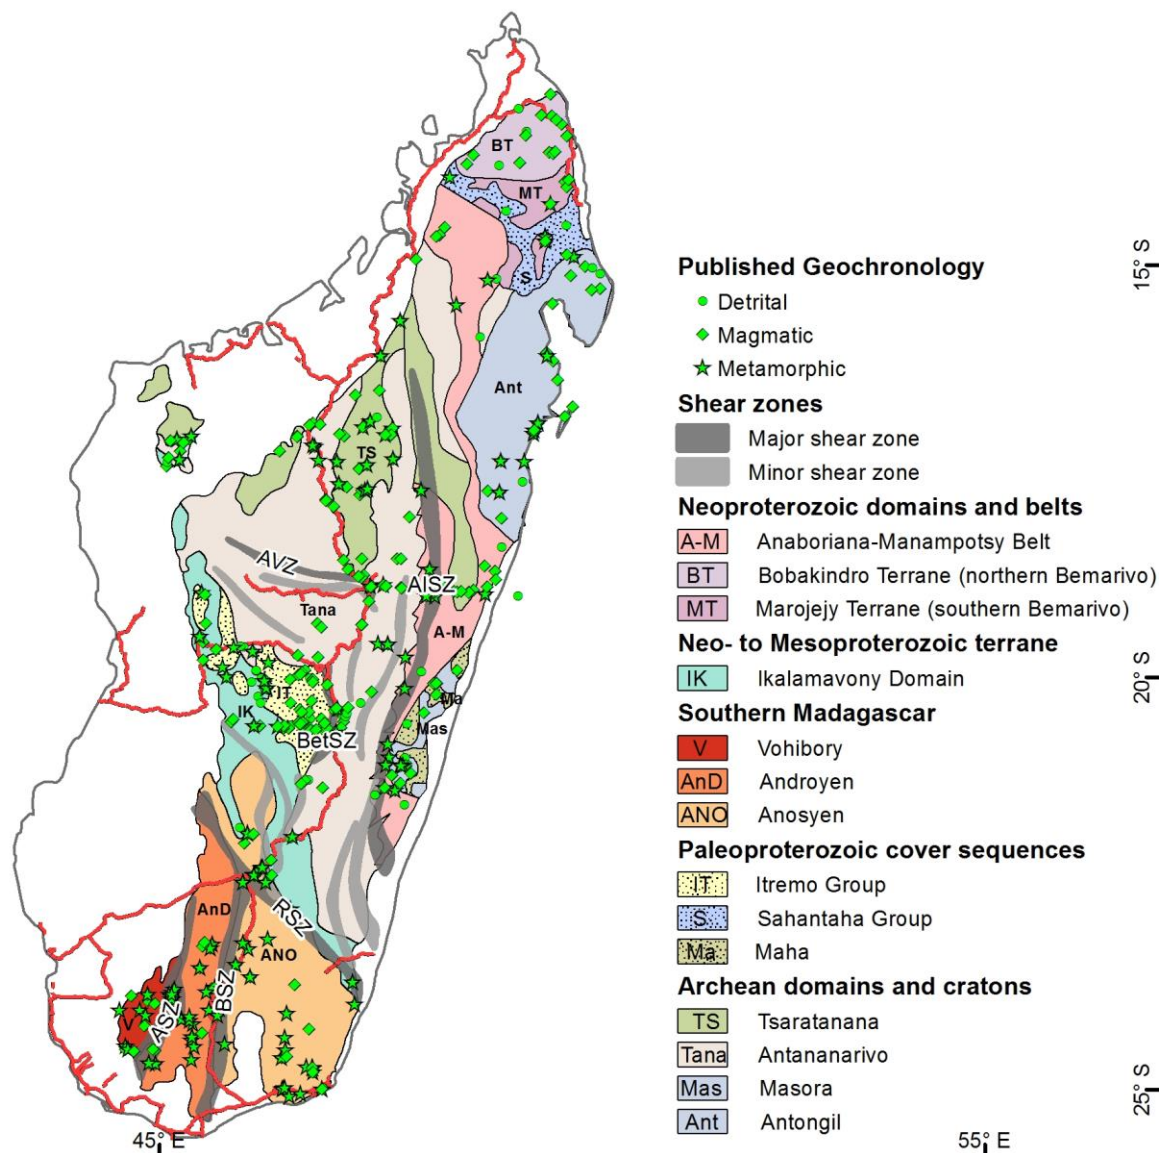 BT
MT
S
Ant
TS
AVZ
AISZ
Tana
A-M
IT
IK
Ma
Mas
BetSZ
AnD
RSZ
ANO
BSZ
ASZ
V
45° E
55° E
15° S
20° S
25° S
Published Geochronology
Detrital
Magmatic
Metamorphic
Shear zones
Major shear zone
Minor shear zone
Neoproterozoic domains and belts
A-M Anaboriana-Manampotsy Belt
BT Bobakindro Terrane (northern Bemarivo)
MT Marojejy Terrane (southern Bemarivo)
Neo- to Mesoproterozoic terrane
IK Ikalamavony Domain
Southern Madagascar
V Vohibory
AnD Androyen
ANO Anosyen
Paleoproterozoic cover sequences
IT Itremo Group
S Sahantaha Group
Ma Maha
Archean domains and cratons
TS Tsaratanana
Tana Antananarivo
Mas Masora
Ant Antongil